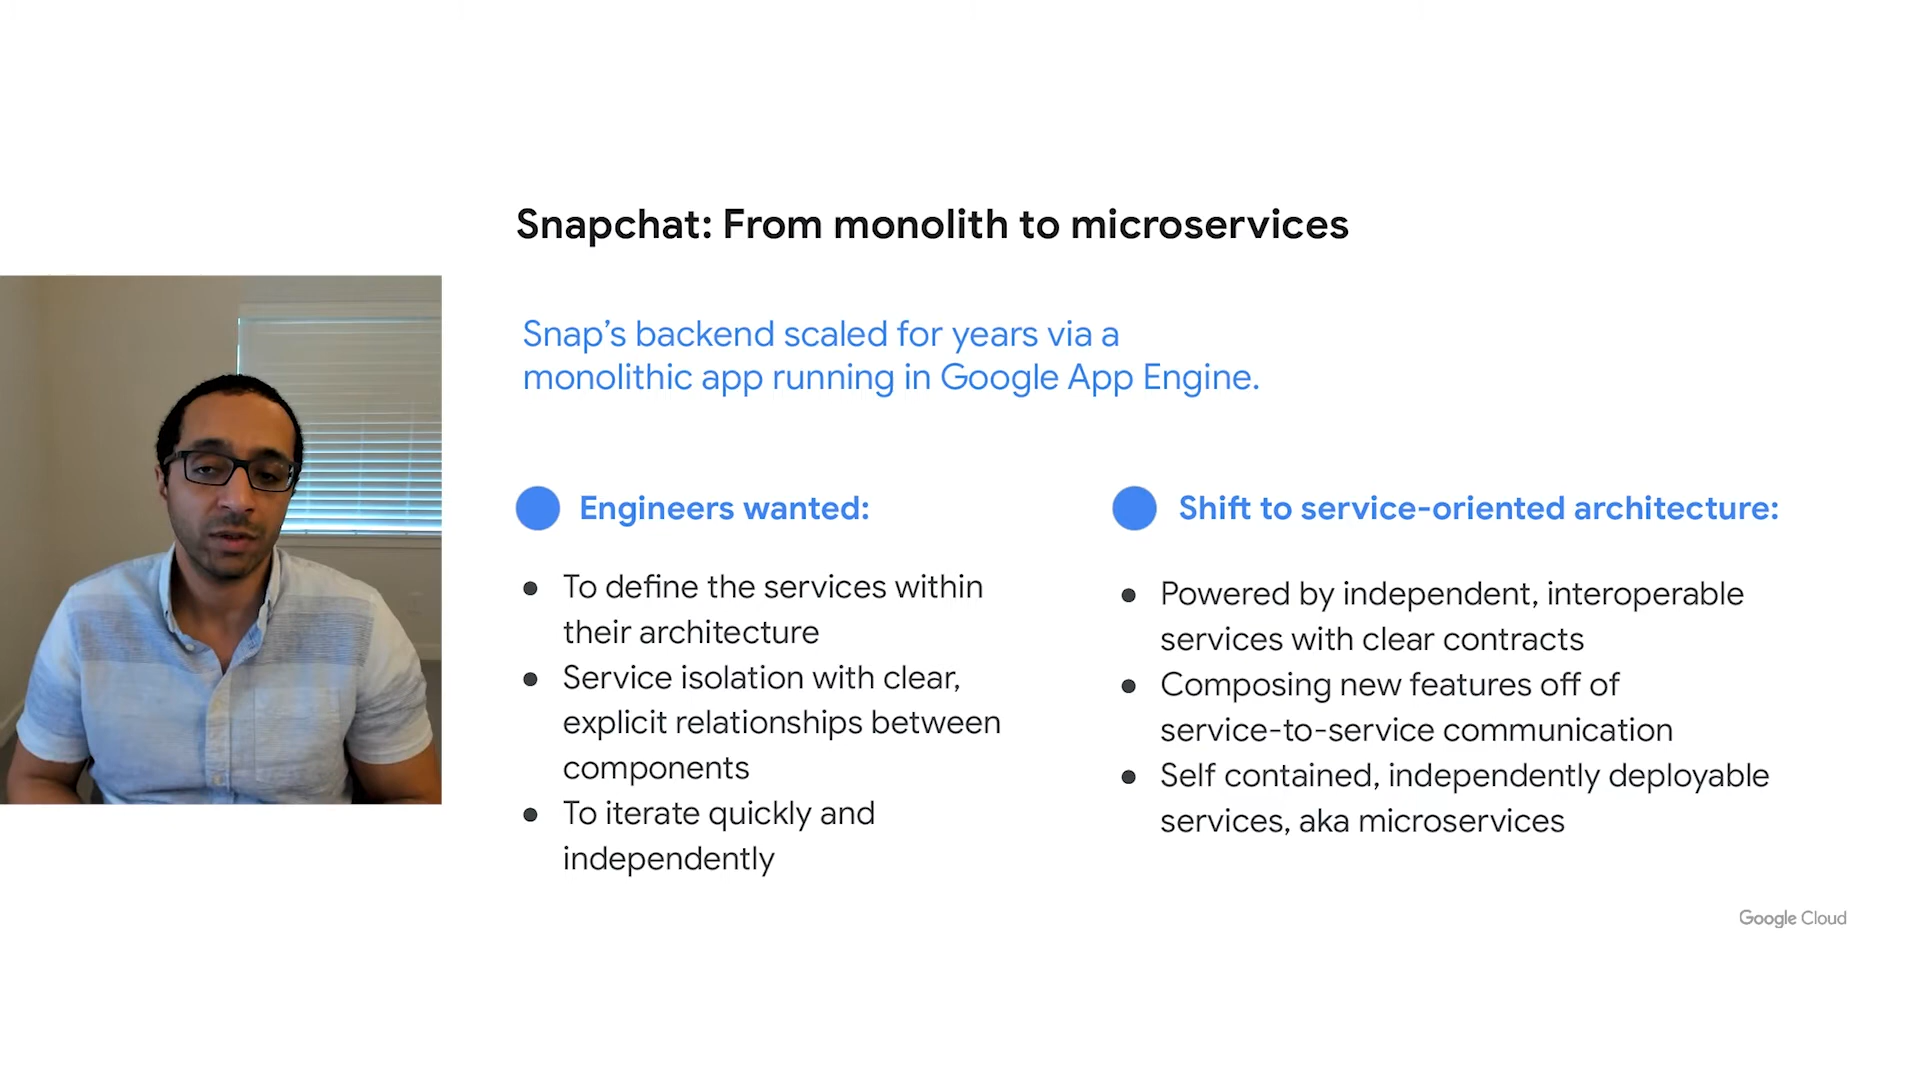 Snapchat: From monolith to microservices
Snap's backend scaled for years via a
monolithic app running in Google App Engine.
Engineers wanted:
● To define the services within
their architecture
● Service isolation with clear,
explicit relationships between
components
● To iterate quickly and
independently
Shift to service-oriented architecture:
● Powered by independent, interoperable
services with clear contracts
● Composing new features off of
service-to-service communication
● Self contained, independently deployable
services, aka microservices
Google Cloud